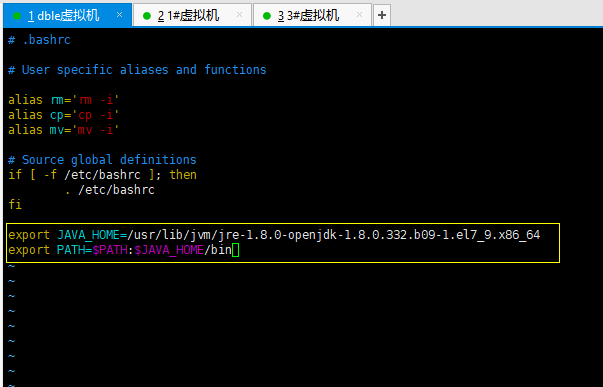 1 dble虚拟机 × 2 1#虚拟机 × 3 3#虚拟机 × +
# .bashrc
# User specific aliases and functions
alias rm='rm -i'
alias cp='cp -i'
alias mv='mv -i'
# Source global definitions
if [ -f /etc/bashrc ]; then
        . /etc/bashrc
fi
export JAVA_HOME=/usr/lib/jvm/jre-1.8.0-openjdk-1.8.0.332.b09-1.el7_9.x86_64
export PATH=$PATH:$JAVA_HOME/bin
~
~
~
~
~
~
~
~
~